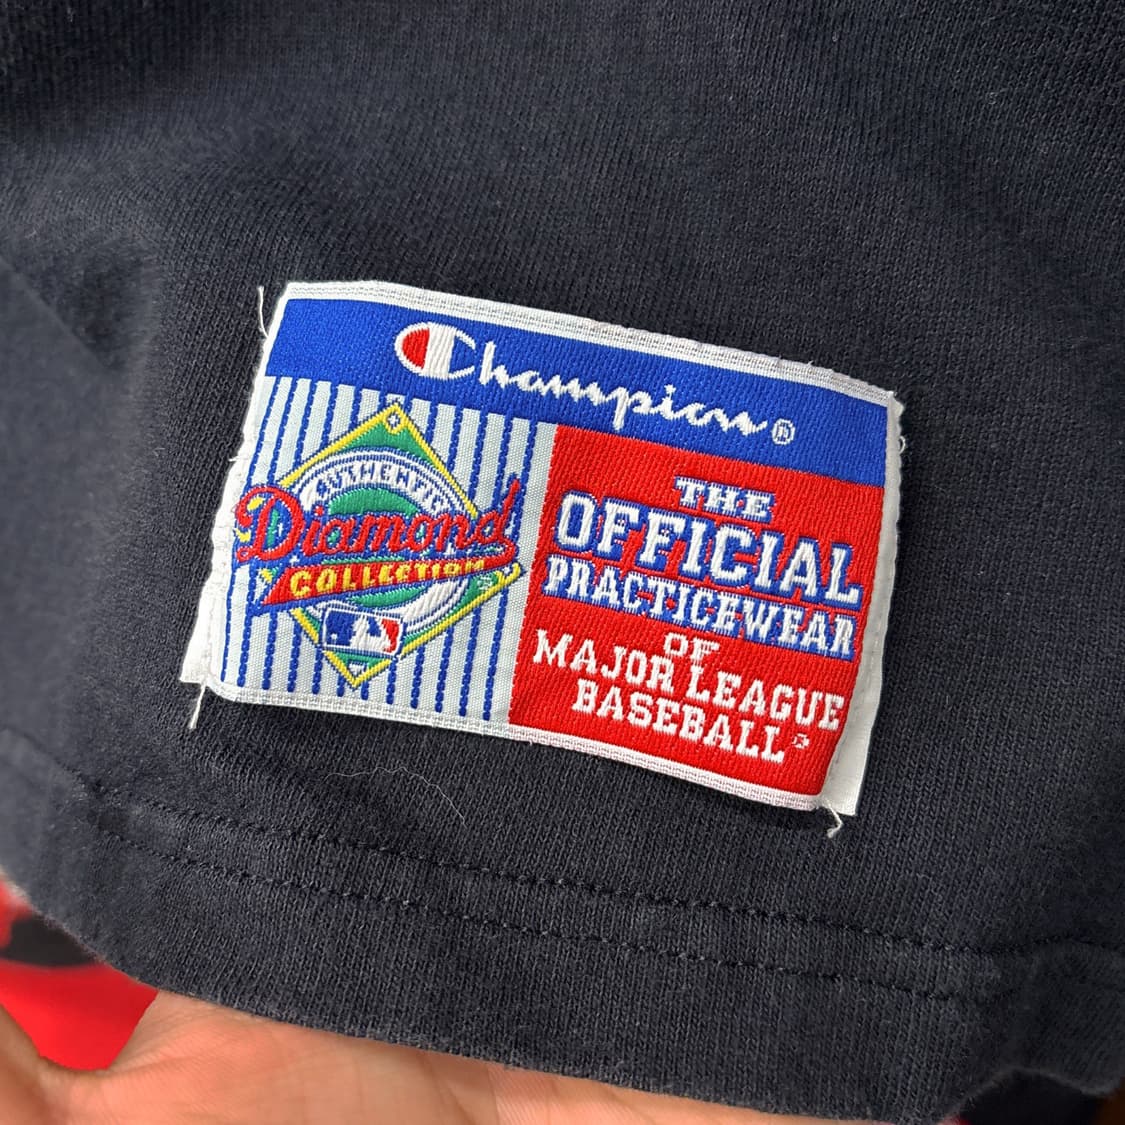 Champion®
AUTHENTIC
Diamond
COLLECTION
THE
OFFICIAL
PRACTICEWEAR
OF
MAJOR LEAGUE
BASEBALL